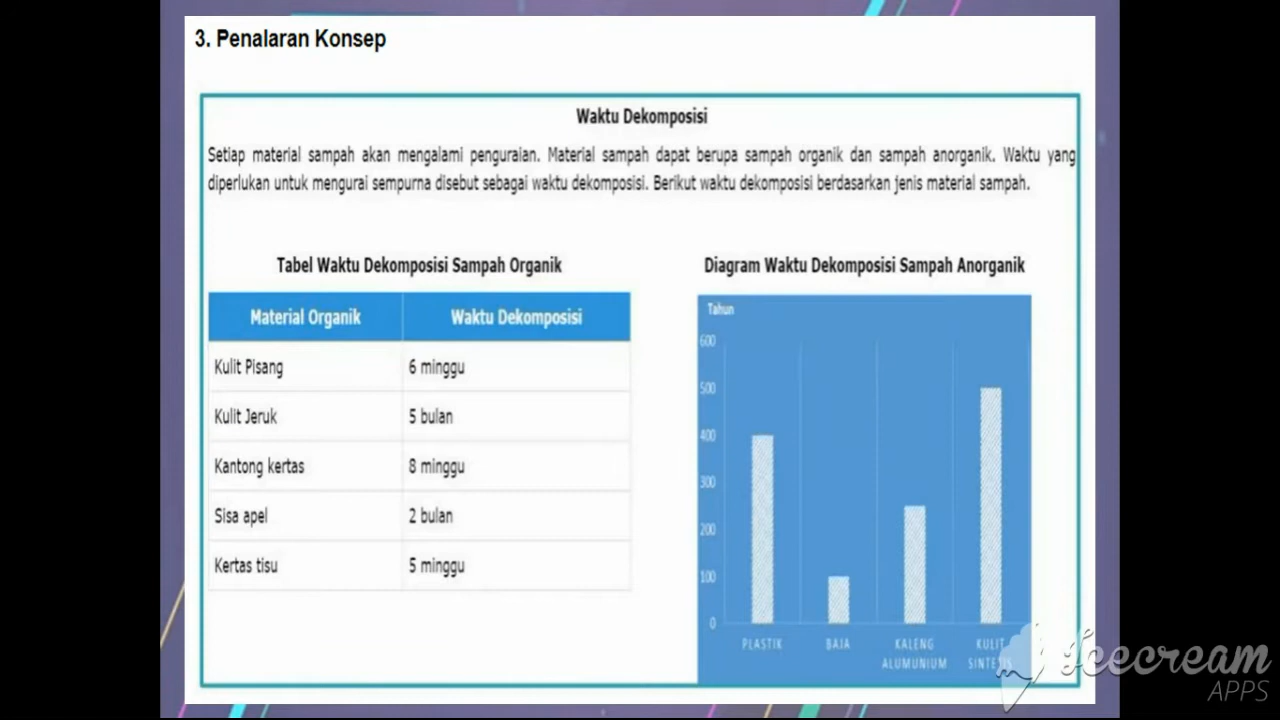 3. Penalaran Konsep
Waktu Dekomposisi
Setiap material sampah akan mengalami penguraian. Material sampah dapat berupa sampah organik dan sampah anorganik. Waktu yang
diperlukan untuk mengurai sempurna disebut sebagai waktu dekomposisi. Berikut waktu dekomposisi berdasarkan jenis material sampah.
Tabel Waktu Dekomposisi Sampah Organik
Material Organik Waktu Dekomposisi
Kulit Pisang 6 minggu
Kulit Jeruk 5 bulan
Kantong kertas 8 minggu
Sisa apel 2 bulan
Kertas tisu 5 minggu
Diagram Waktu Dekomposisi Sampah Anorganik
Tahun
600
500
400
300
200
100
0
PLASTIK BAJA KALENG KULIT
ALUMUNIUM SINTETIS
Icecream
APPS